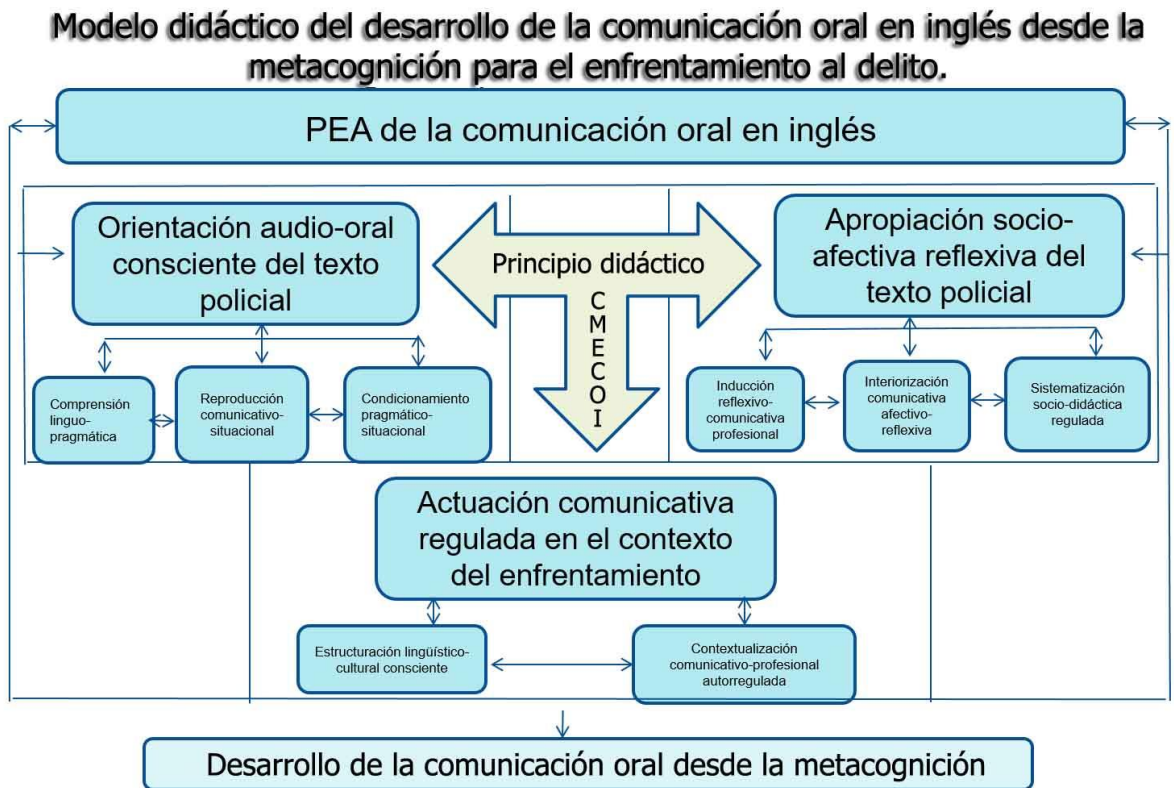 Modelo didáctico del desarrollo de la comunicación oral en inglés desde la
metacognición para el enfrentamiento al delito.
PEA de la comunicación oral en inglés
Orientación audio-oral
consciente del texto
policial
Principio didáctico
C
M
E
C
O
I
Apropiación socio-
afectiva reflexiva del
texto policial
Comprensión
linguo-
pragmática
Reproducción
comunicativo-
situacional
Condicionamiento
pragmático-
situacional
Inducción
reflexivo-
comunicativa
profesional
Interiorización
comunicativa
afectivo-
reflexiva
Sistematización
socio-didáctica
regulada
Actuación comunicativa
regulada en el contexto
del enfrentamiento
Estructuración lingüístico-
cultural consciente
Contextualización
comunicativo-profesional
autorregulada
Desarrollo de la comunicación oral desde la metacognición